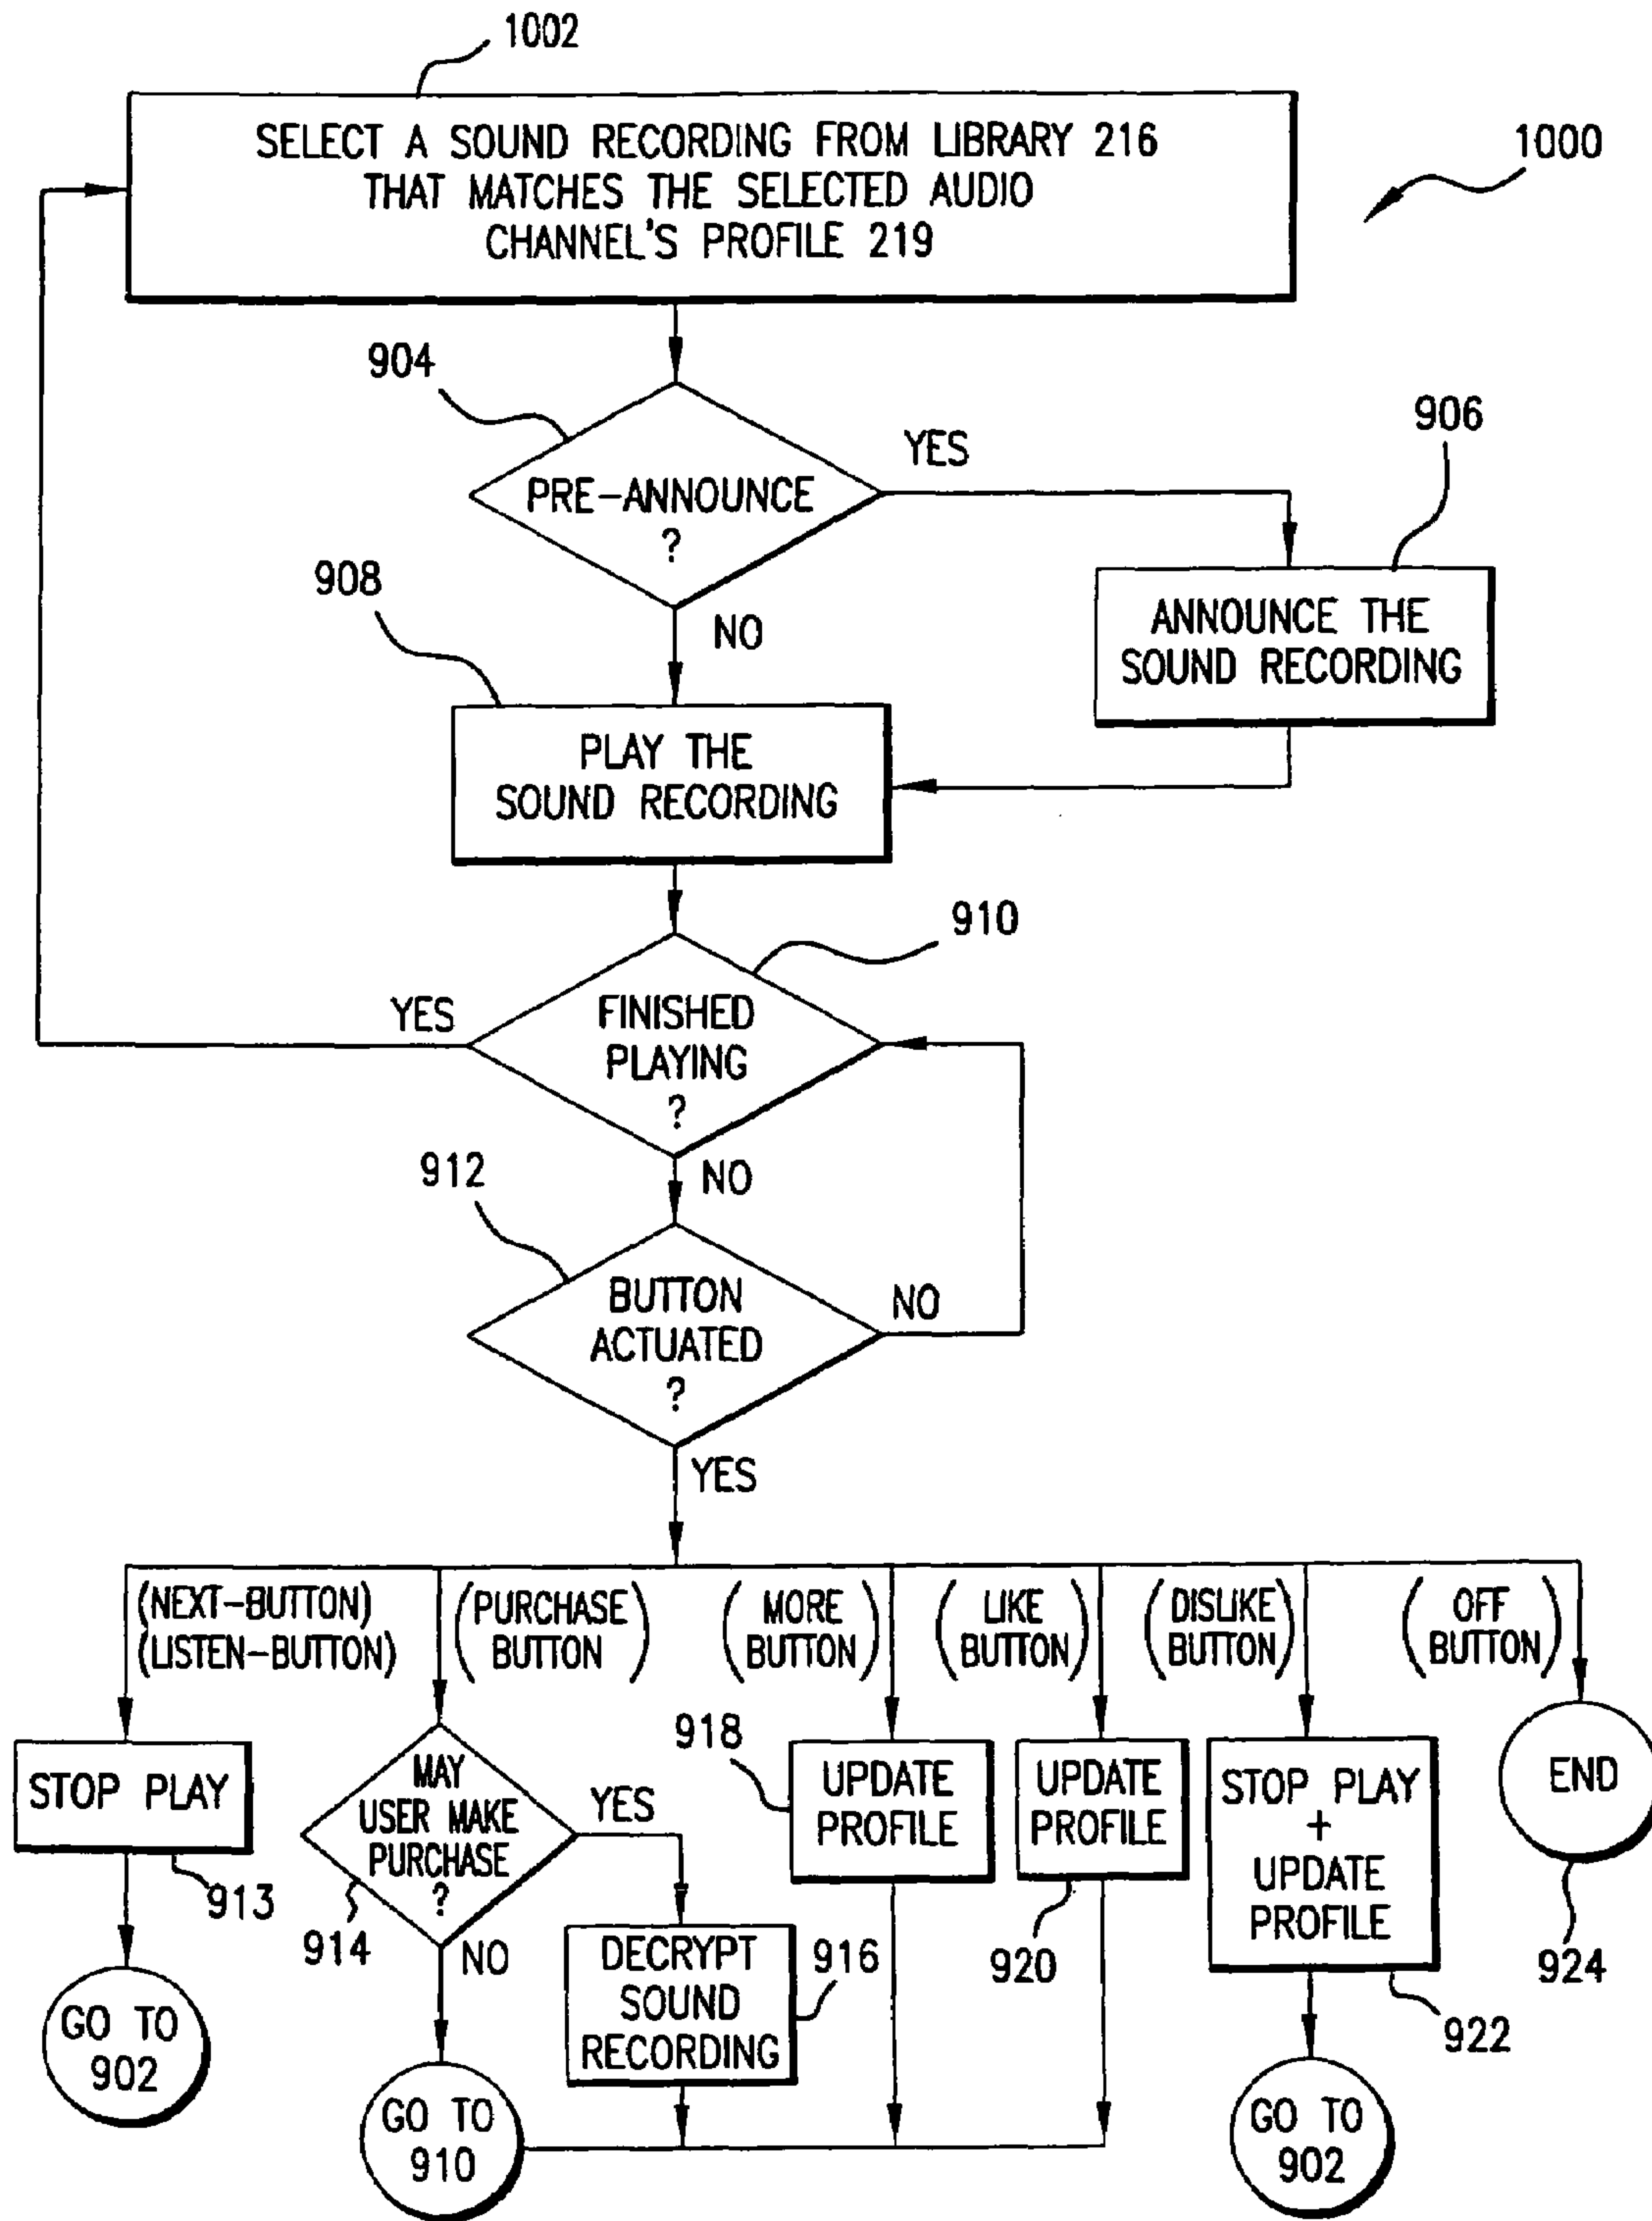 1002
SELECT A SOUND RECORDING FROM LIBRARY 216
THAT MATCHES THE SELECTED AUDIO
CHANNEL'S PROFILE 219
1000
904
PRE-ANNOUNCE
?
YES
NO
906
ANNOUNCE THE
SOUND RECORDING
908
PLAY THE
SOUND RECORDING
910
FINISHED
PLAYING
?
YES
NO
912
BUTTON
ACTUATED
?
NO
YES
(NEXT-BUTTON)
(LISTEN-BUTTON)
(PURCHASE
BUTTON)
(MORE
BUTTON)
(LIKE
BUTTON)
(DISLIKE
BUTTON)
(OFF
BUTTON)
STOP PLAY
913
GO TO
902
MAY
USER MAKE
PURCHASE
?
914
YES
NO
DECRYPT
SOUND
RECORDING
916
GO TO
910
918
UPDATE
PROFILE
UPDATE
PROFILE
920
STOP PLAY
+
UPDATE
PROFILE
922
GO TO
902
END
924